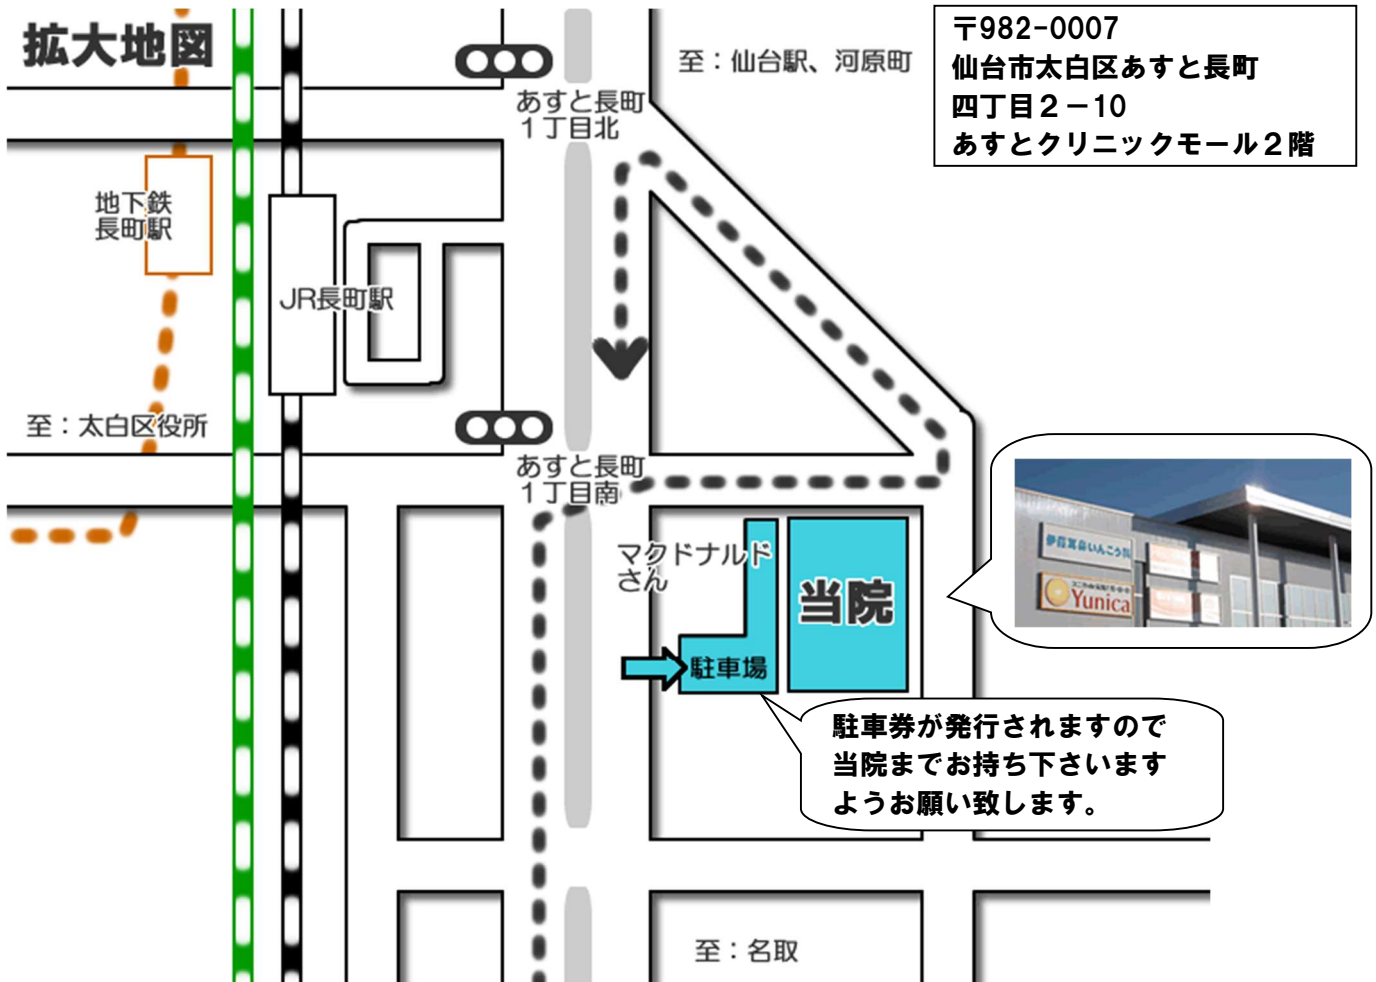 拡大地図
至：仙台駅、河原町
〒982-0007
仙台市太白区あすと長町
四丁目２－10
あすとクリニックモール２階
あすと長町
１丁目北
地下鉄
長町駅
JR長町駅
至：太白区役所
あすと長町
１丁目南
マクドナルド
さん
当院
駐車場
いんこう科
Yunica
駐車券が発行されますので
当院までお持ち下さいます
ようお願い致します。
至：名取